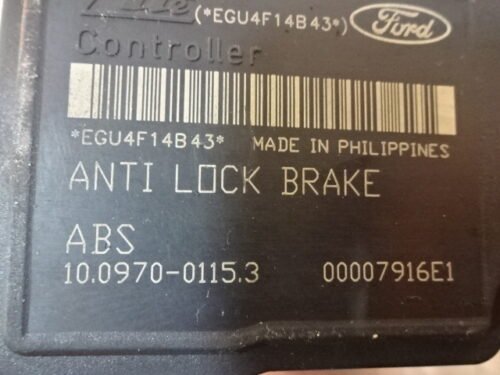 (*EGU4F14B43*) Ford
Controller
*EGU4F14B43* MADE IN PHILIPPINES
ANTI LOCK BRAKE
ABS
10.0970-0115.3 00007916E1